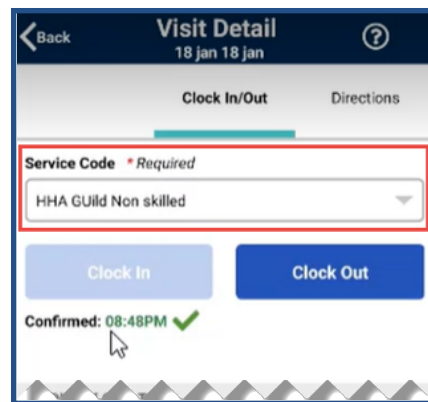 Back
Visit Detail
18 jan 18 jan
?
Clock In/Out
Directions
Service Code * Required
HHA GUild Non skilled
Clock In
Clock Out
Confirmed: 08:48PM